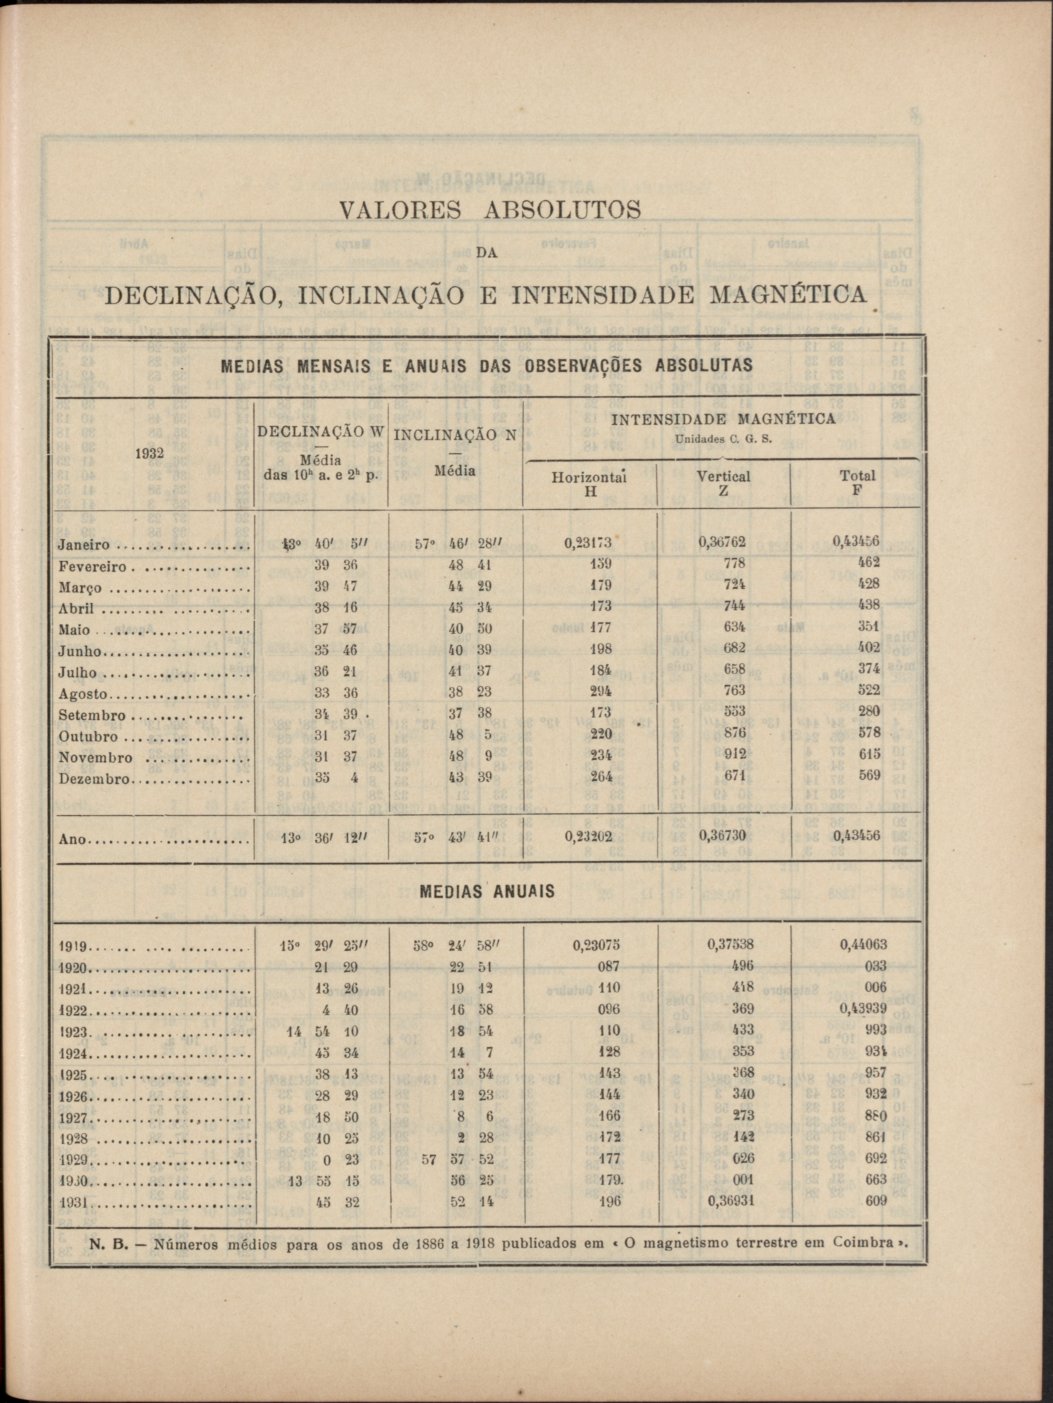 VALORES ABSOLUTOS
DA
DECLINAÇÃO, INCLINAÇÃO E INTENSIDADE MAGNÉTICA
MEDIAS MENSAIS E ANUAIS DAS OBSERVAÇÕES ABSOLUTAS
1932 DECLINAÇÃO W — Média das 10h a. e 2h p. INCLINAÇÃO N — Média INTENSIDADE MAGNÉTICA Unidades C. G. S.
Horizontal H Vertical Z Total F
Janeiro 13º 40′ 5″ 57º 46′ 28″ 0,23173 0,36762 0,43456
Fevereiro 39 36 48 41 159 778 462
Março 39 47 44 29 179 724 428
Abril 38 16 45 34 173 744 438
Maio 37 57 40 50 177 634 351
Junho 35 46 40 39 198 682 402
Julho 36 21 41 37 184 658 374
Agosto 33 36 38 23 294 763 522
Setembro 34 39 37 38 173 553 280
Outubro 31 37 48 5 220 876 578
Novembro 31 37 48 9 234 912 615
Dezembro 35 4 43 39 264 671 569
Ano 13º 36′ 12″ 57º 43′ 41″ 0,23202 0,36730 0,43456
MEDIAS ANUAIS
1919 15º 29′ 25″ 58º 24′ 58″ 0,23075 0,37538 0,44063
1920 21 29 22 51 087 496 033
1921 13 26 19 12 110 448 006
1922 4 40 16 58 096 369 0,43939
1923 14 54 10 18 54 110 433 993
1924 45 34 14 7 128 353 934
1925 38 13 13 54 143 368 957
1926 28 29 12 23 144 340 932
1927 18 50 8 6 166 273 880
1928 10 25 2 28 172 142 861
1929 0 23 57 57 52 177 026 692
1930 13 55 15 56 25 179 001 663
1931 45 32 52 14 196 0,36931 609
N. B. — Números médios para os anos de 1886 a 1918 publicados em « O magnetismo terrestre em Coimbra ».